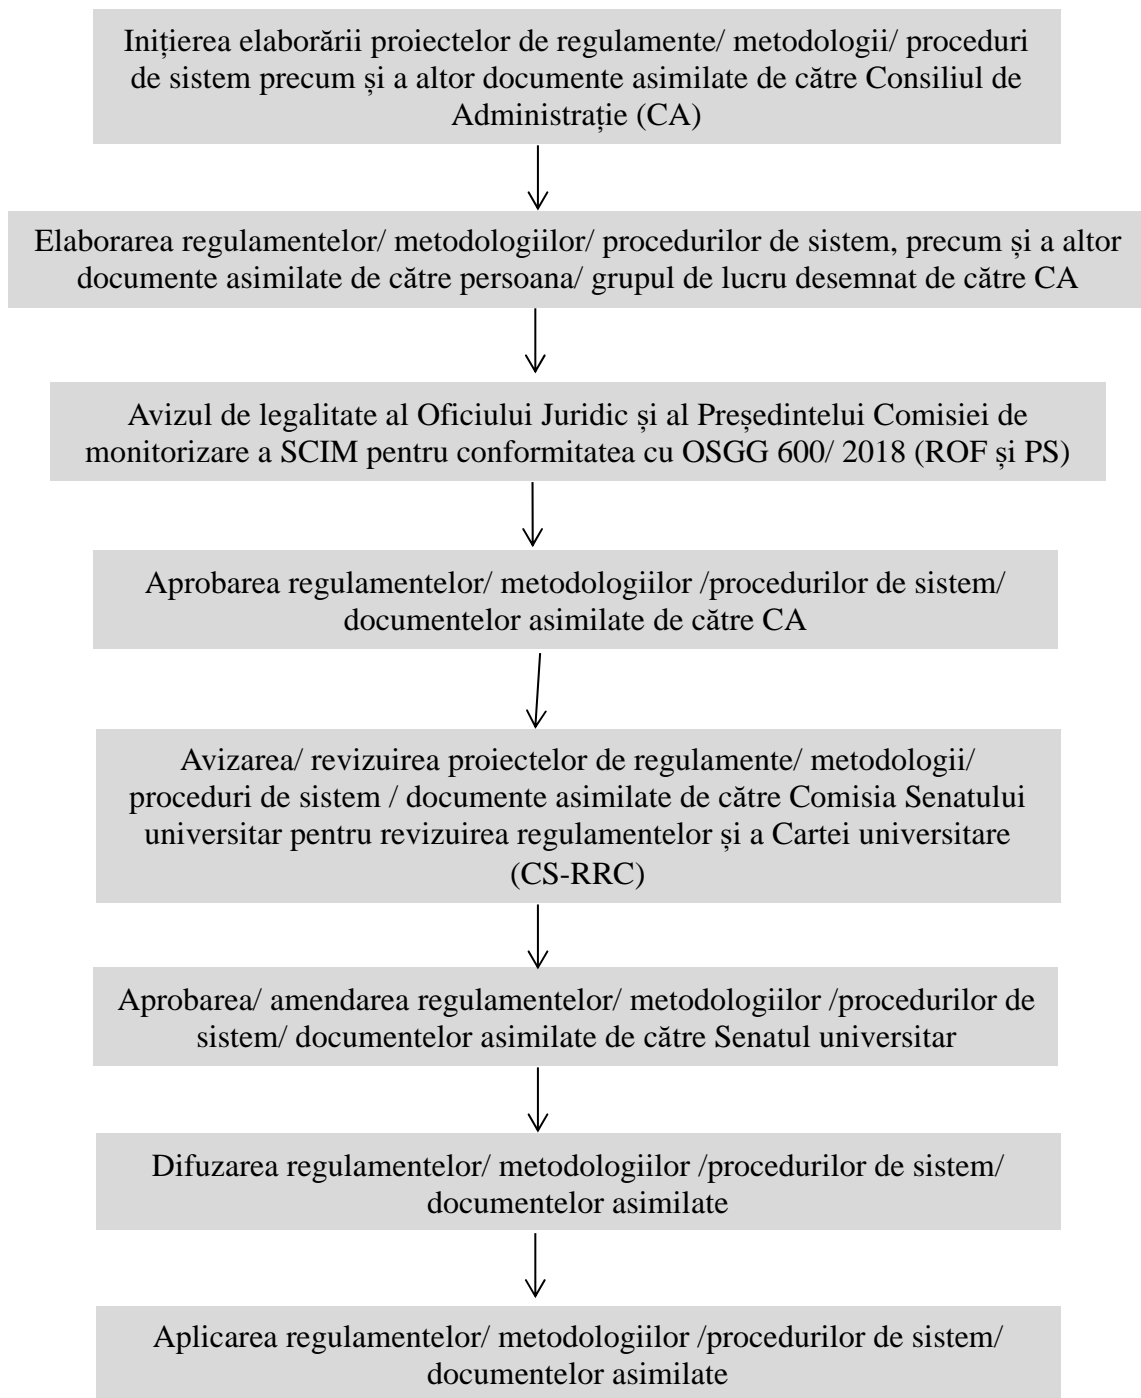 Inițierea elaborării proiectelor de regulamente/ metodologii/ proceduri
de sistem precum și a altor documente asimilate de către Consiliul de
Administrație (CA)
Elaborarea regulamentelor/ metodologiilor/ procedurilor de sistem, precum și a altor
documente asimilate de către persoana/ grupul de lucru desemnat de către CA
Avizul de legalitate al Oficiului Juridic și al Președintelui Comisiei de
monitorizare a SCIM pentru conformitatea cu OSGG 600/ 2018 (ROF și PS)
Aprobarea regulamentelor/ metodologiilor /procedurilor de sistem/
documentelor asimilate de către CA
Avizarea/ revizuirea proiectelor de regulamente/ metodologii/
proceduri de sistem / documente asimilate de către Comisia Senatului
universitar pentru revizuirea regulamentelor și a Cartei universitare
(CS-RRC)
Aprobarea/ amendarea regulamentelor/ metodologiilor /procedurilor de
sistem/ documentelor asimilate de către Senatul universitar
Difuzarea regulamentelor/ metodologiilor /procedurilor de sistem/
documentelor asimilate
Aplicarea regulamentelor/ metodologiilor /procedurilor de sistem/
documentelor asimilate